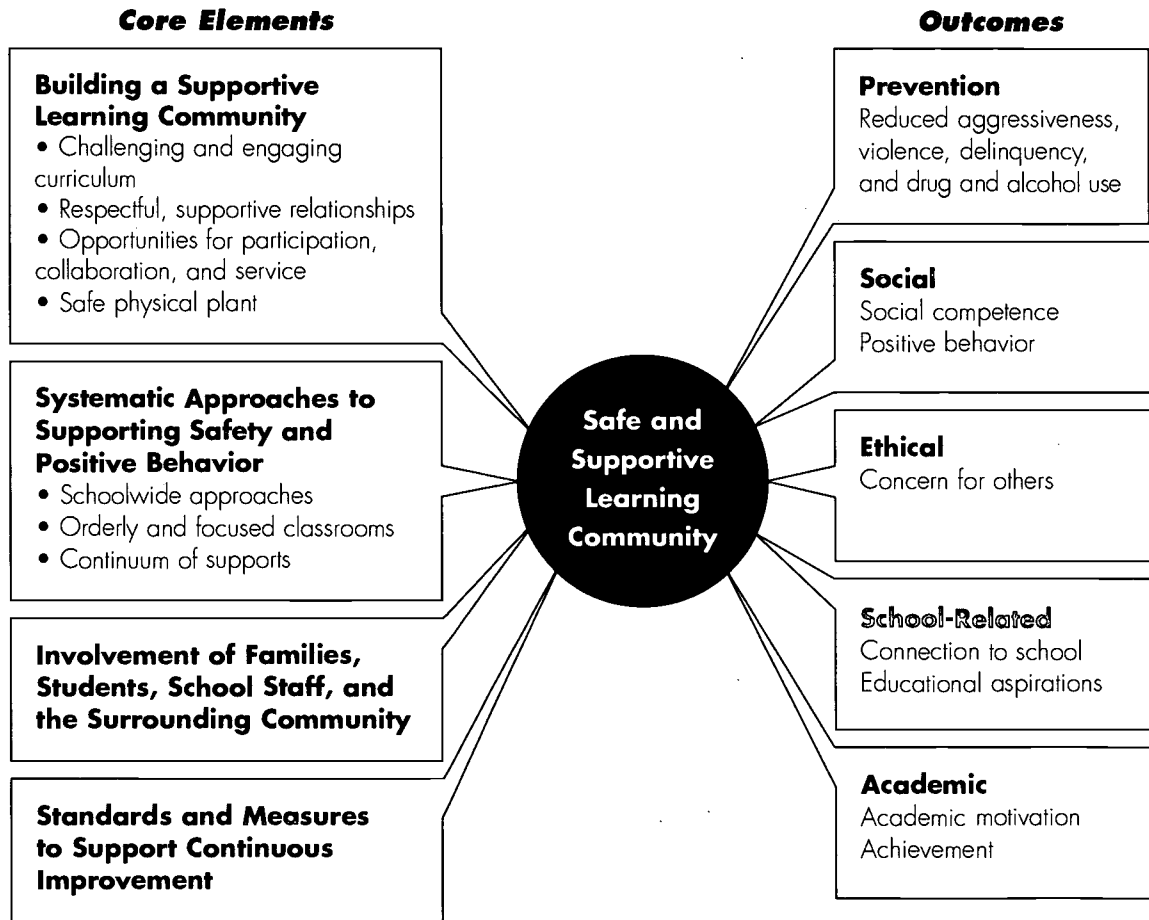 Core Elements
Building a Supportive
Learning Community
• Challenging and engaging
curriculum
• Respectful, supportive relationships
• Opportunities for participation,
collaboration, and service
• Safe physical plant
Systematic Approaches to
Supporting Safety and
Positive Behavior
• Schoolwide approaches
• Orderly and focused classrooms
• Continuum of supports
Involvement of Families,
Students, School Staff, and
the Surrounding Community
Standards and Measures
to Support Continuous
Improvement
Safe and
Supportive
Learning
Community
Outcomes
Prevention
Reduced aggressiveness,
violence, delinquency,
and drug and alcohol use
Social
Social competence
Positive behavior
Ethical
Concern for others
School-Related
Connection to school
Educational aspirations
Academic
Academic motivation
Achievement